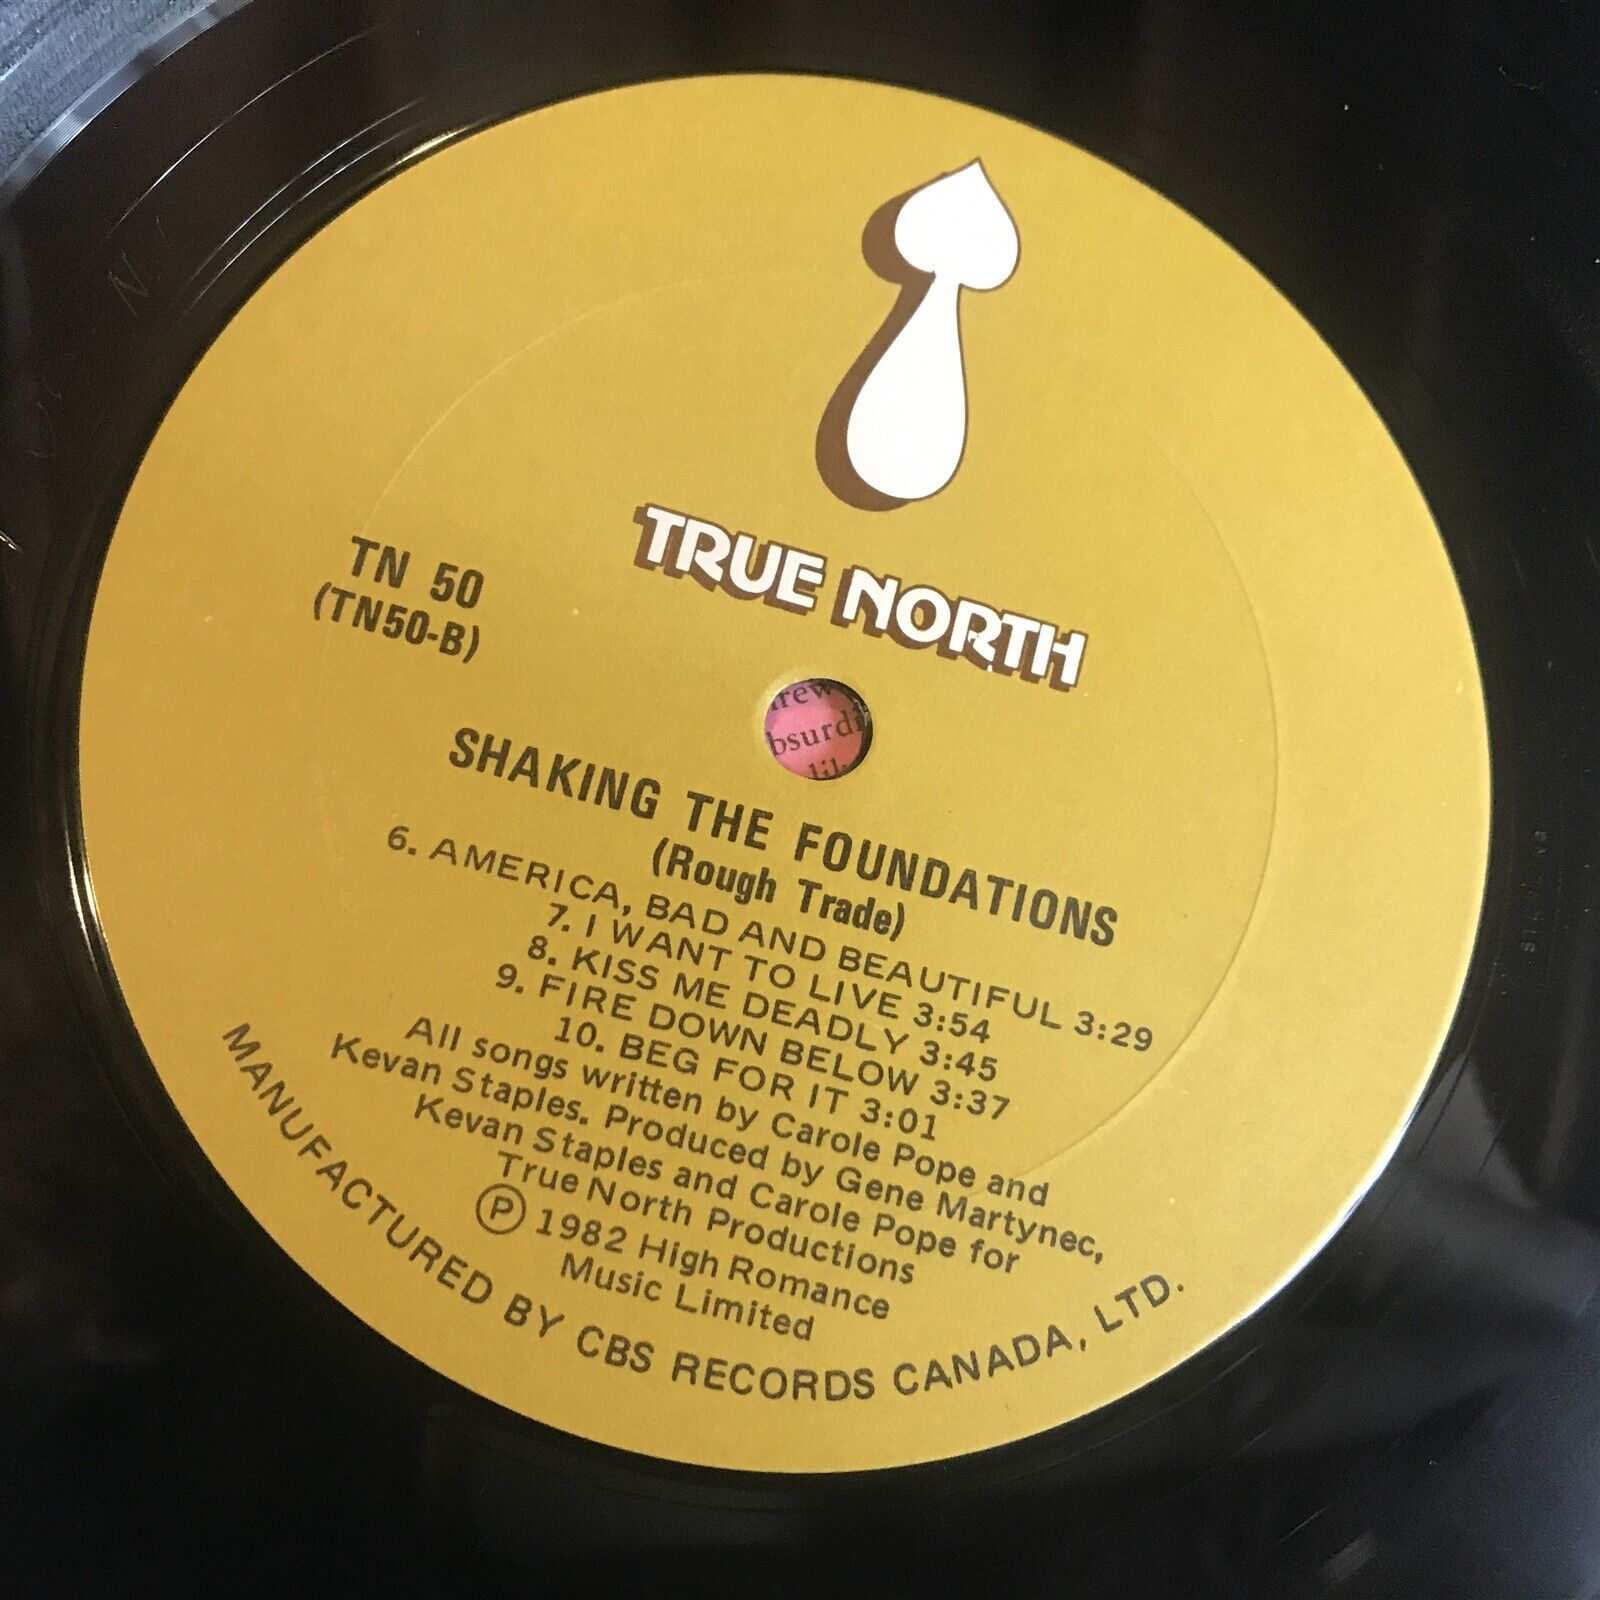 TRUE NORTH
TN 50
(TN50-B)
SHAKING THE FOUNDATIONS
(Rough Trade)
6. AMERICA, BAD AND BEAUTIFUL 3:29
7. I WANT TO LIVE 3:54
8. KISS ME DEADLY 3:45
9. FIRE DOWN BELOW 3:37
10. BEG FOR IT 3:01
All songs written by Carole Pope and
Kevan Staples. Produced by Gene Martynec,
Kevan Staples and Carole Pope for
True North Productions
Ⓟ 1982 High Romance
Music Limited
MANUFACTURED BY CBS RECORDS CANADA, LTD.